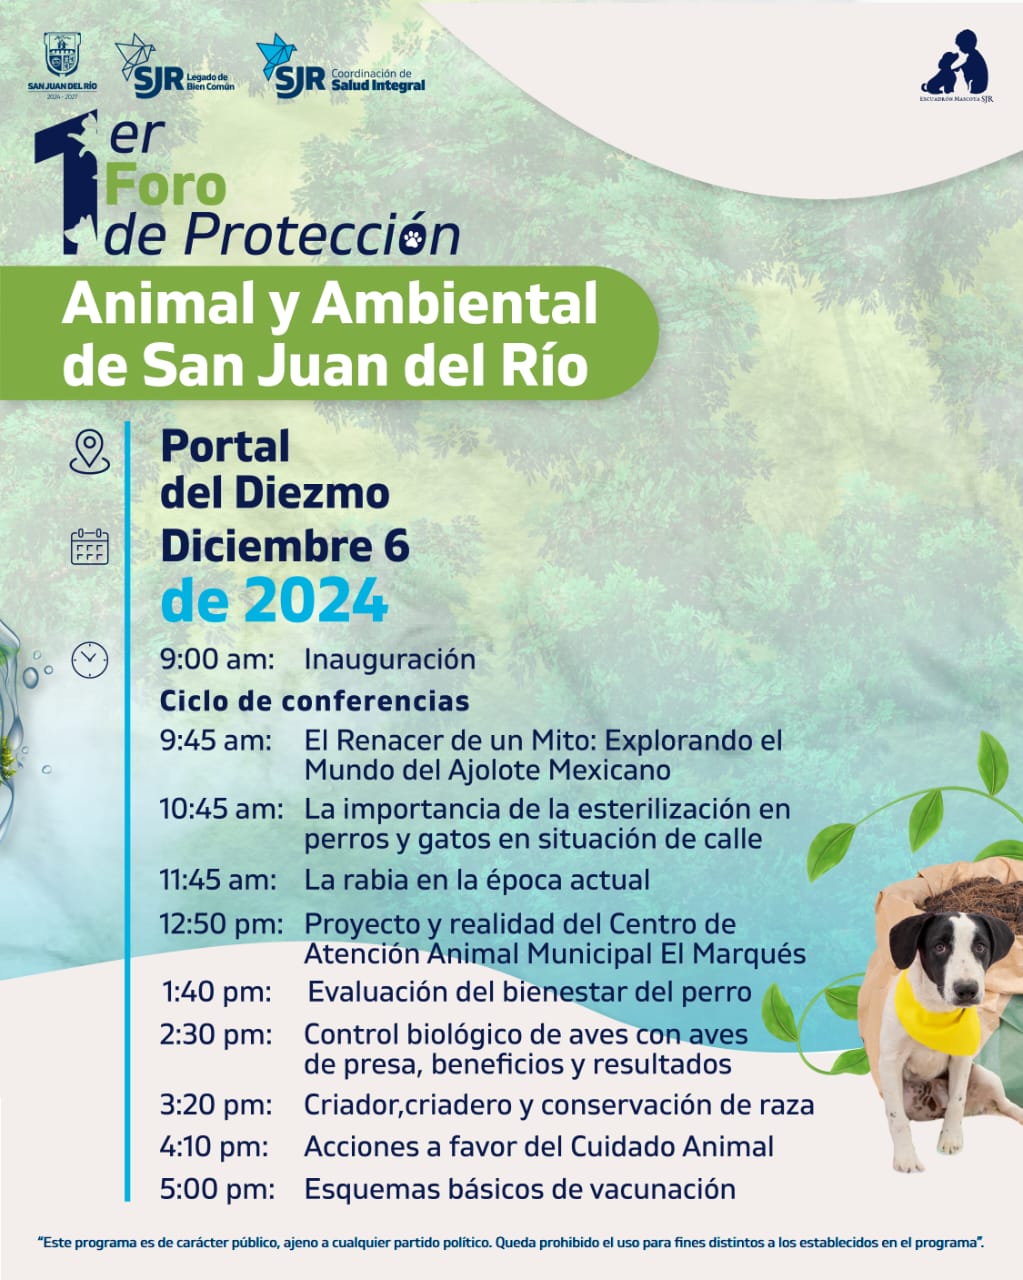 SAN JUAN DEL RÍO
2024 - 2027
SJR Legado de
Bien Común
SJR Coordinación de
Salud Integral
Escuadrón Mascota SJR
1er
Foro
de Protección
Animal y Ambiental
de San Juan del Río
Portal
del Diezmo
Diciembre 6
de 2024
9:00 am: Inauguración
Ciclo de conferencias
9:45 am: El Renacer de un Mito: Explorando el
Mundo del Ajolote Mexicano
10:45 am: La importancia de la esterilización en
perros y gatos en situación de calle
11:45 am: La rabia en la época actual
12:50 pm: Proyecto y realidad del Centro de
Atención Animal Municipal El Marqués
1:40 pm: Evaluación del bienestar del perro
2:30 pm: Control biológico de aves con aves
de presa, beneficios y resultados
3:20 pm: Criador,criadero y conservación de raza
4:10 pm: Acciones a favor del Cuidado Animal
5:00 pm: Esquemas básicos de vacunación
“Este programa es de carácter público, ajeno a cualquier partido político. Queda prohibido el uso para fines distintos a los establecidos en el programa”.